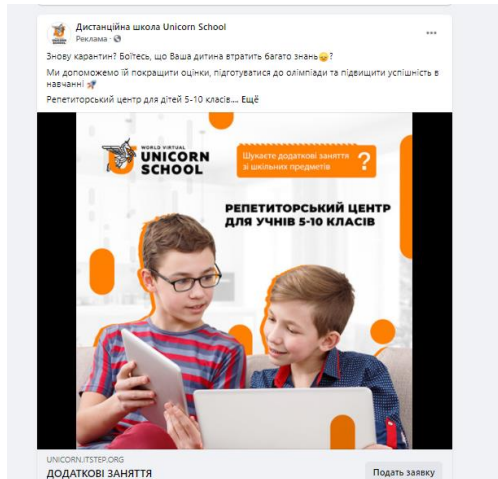 Дистанційна школа Unicorn School
Реклама ·
Знову карантин? Боїтесь, що Ваша дитина втратить багато знань😞?
Ми допоможемо їй покращити оцінки, підготуватися до олімпіади та підвищити успішність в
навчанні 🚀
Репетиторський центр для дітей 5-10 класів.... Ещё
WORLD VIRTUAL
UNICORN
SCHOOL
Шукаєте додаткові заняття
зі шкільних предметів ?
РЕПЕТИТОРСЬКИЙ ЦЕНТР
ДЛЯ УЧНІВ 5-10 КЛАСІВ
UNICORN.ITSTEP.ORG
ДОДАТКОВІ ЗАНЯТТЯ
Подать заявку